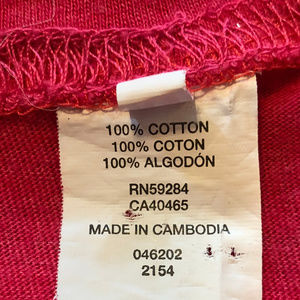 100% COTTON
100% COTON
100% ALGODÓN
RN59284
CA40465
MADE IN CAMBODIA
046202
2154